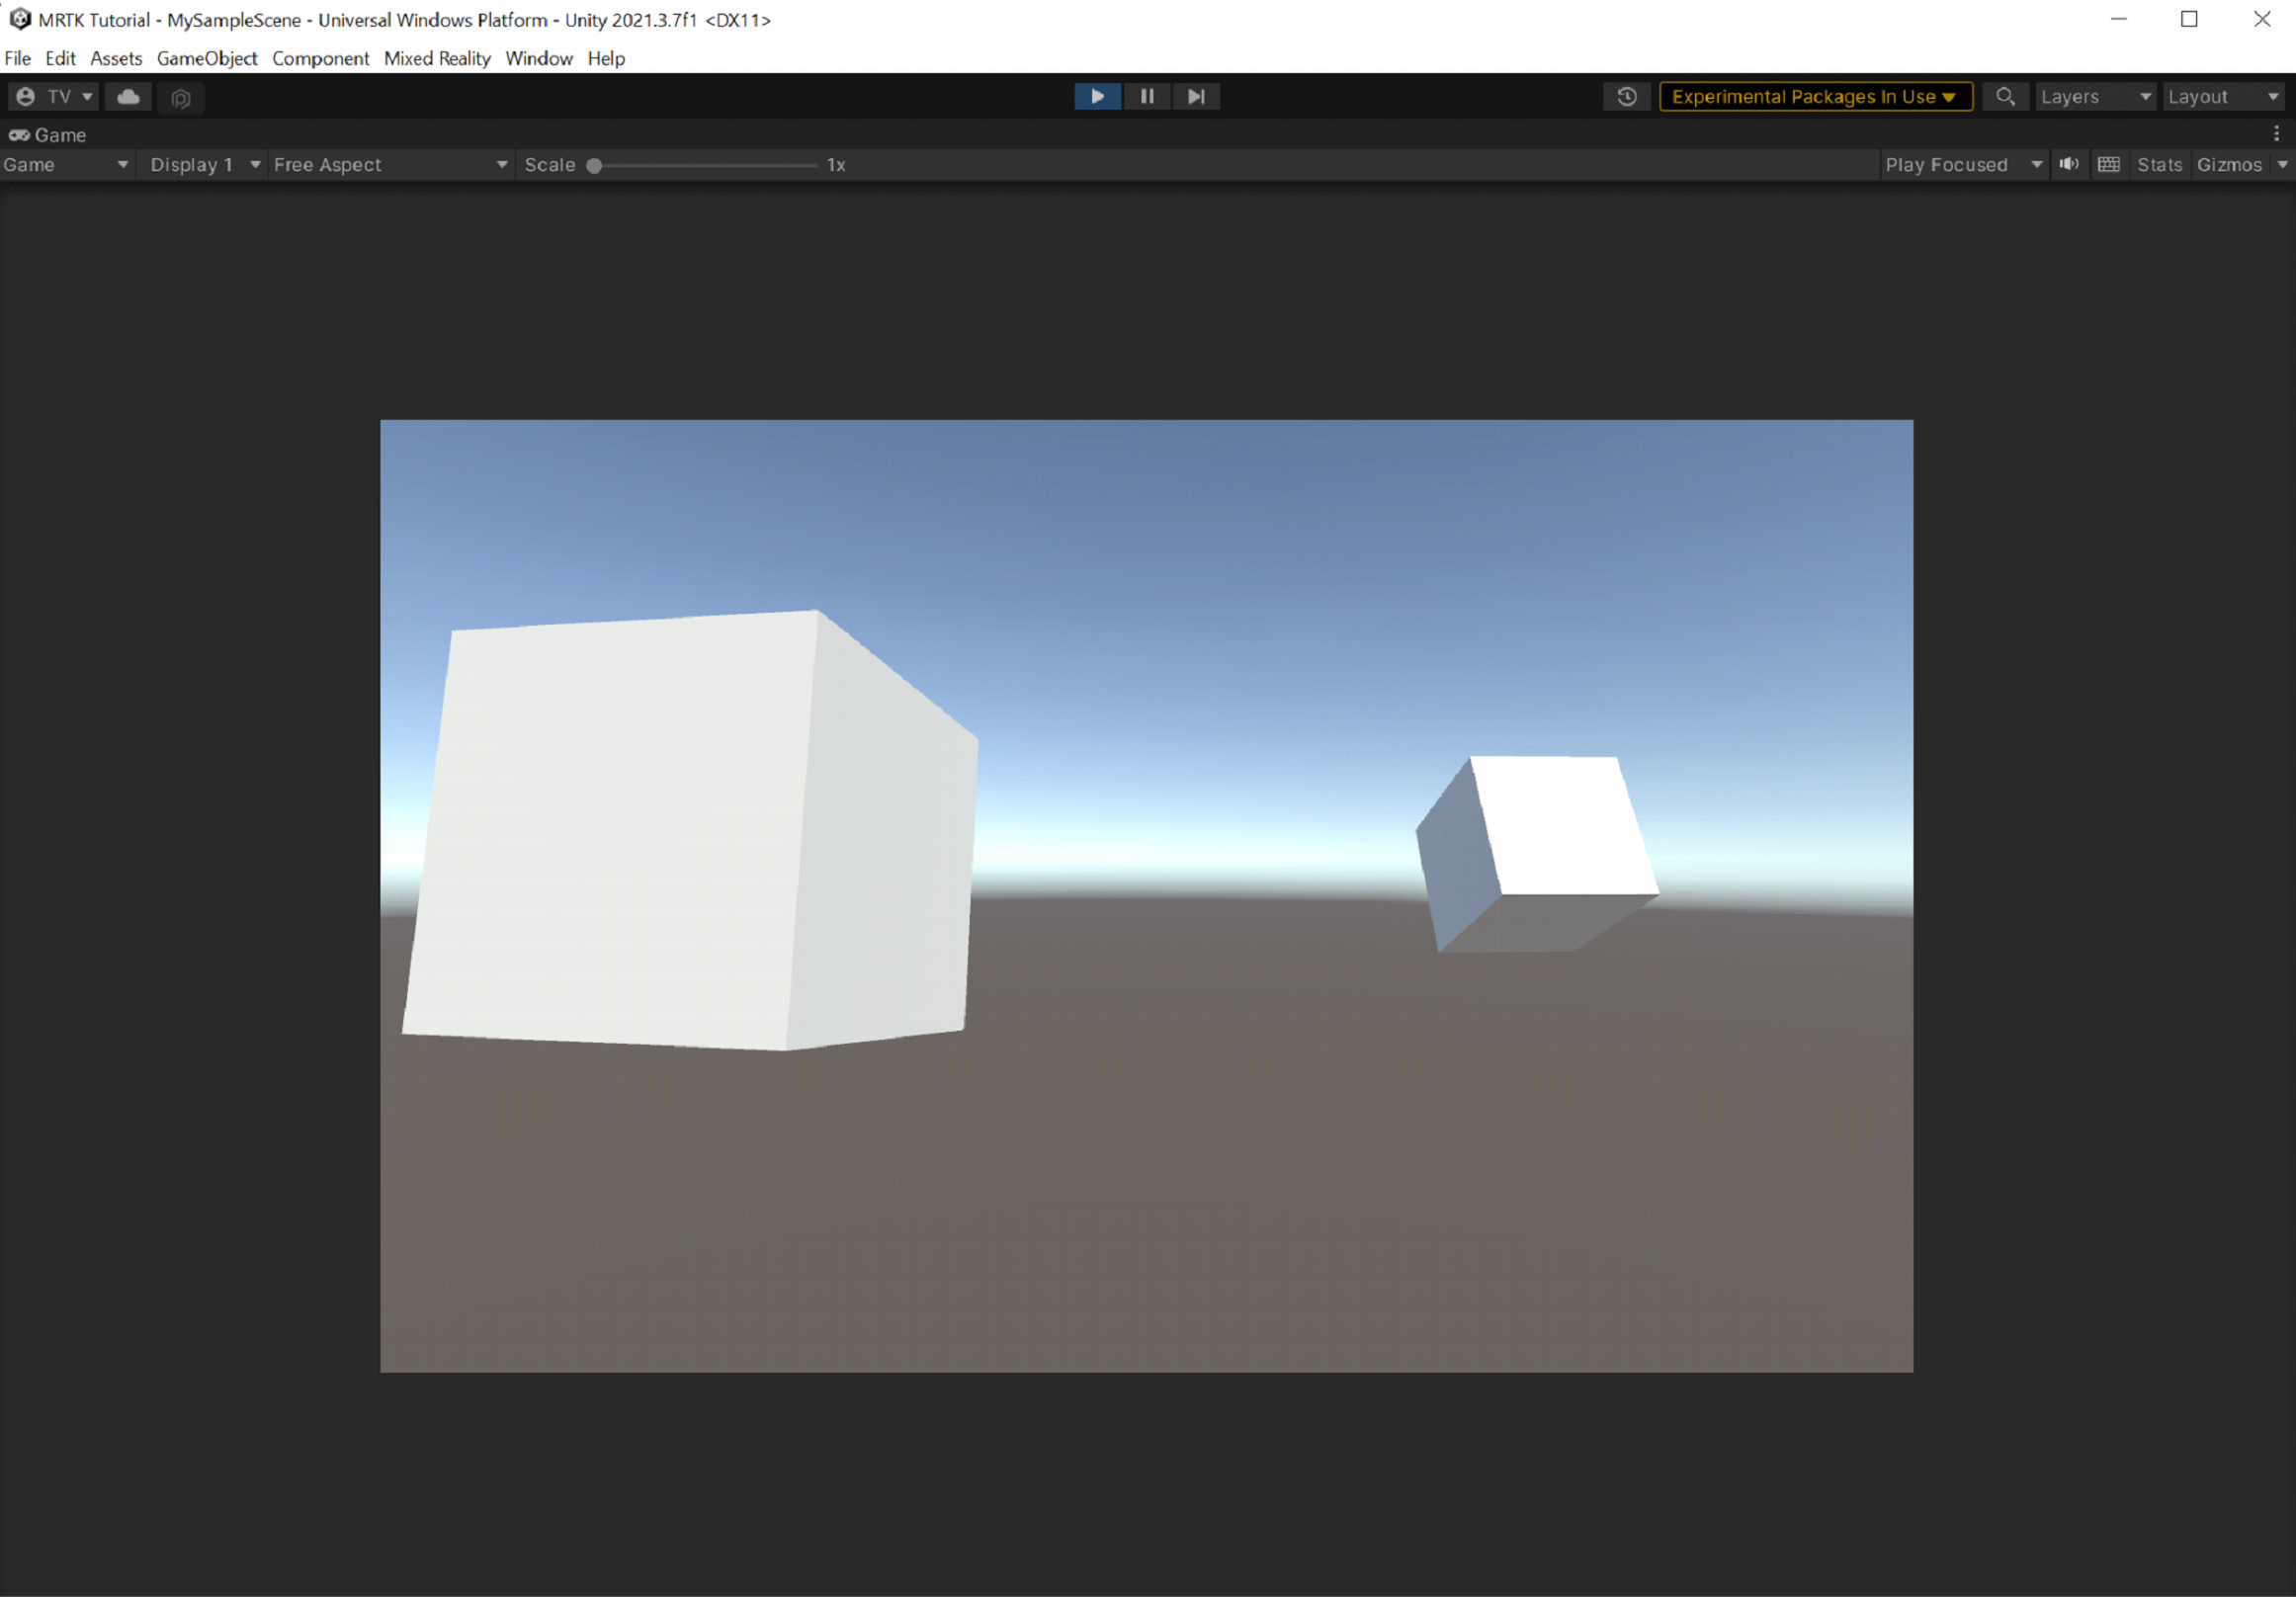 MRTK Tutorial - MySampleScene - Universal Windows Platform - Unity 2021.3.7f1 <DX11>
File Edit Assets GameObject Component Mixed Reality Window Help
TV Experimental Packages In Use Layers Layout
Game
Game Display 1 Free Aspect Scale 1x Play Focused Stats Gizmos